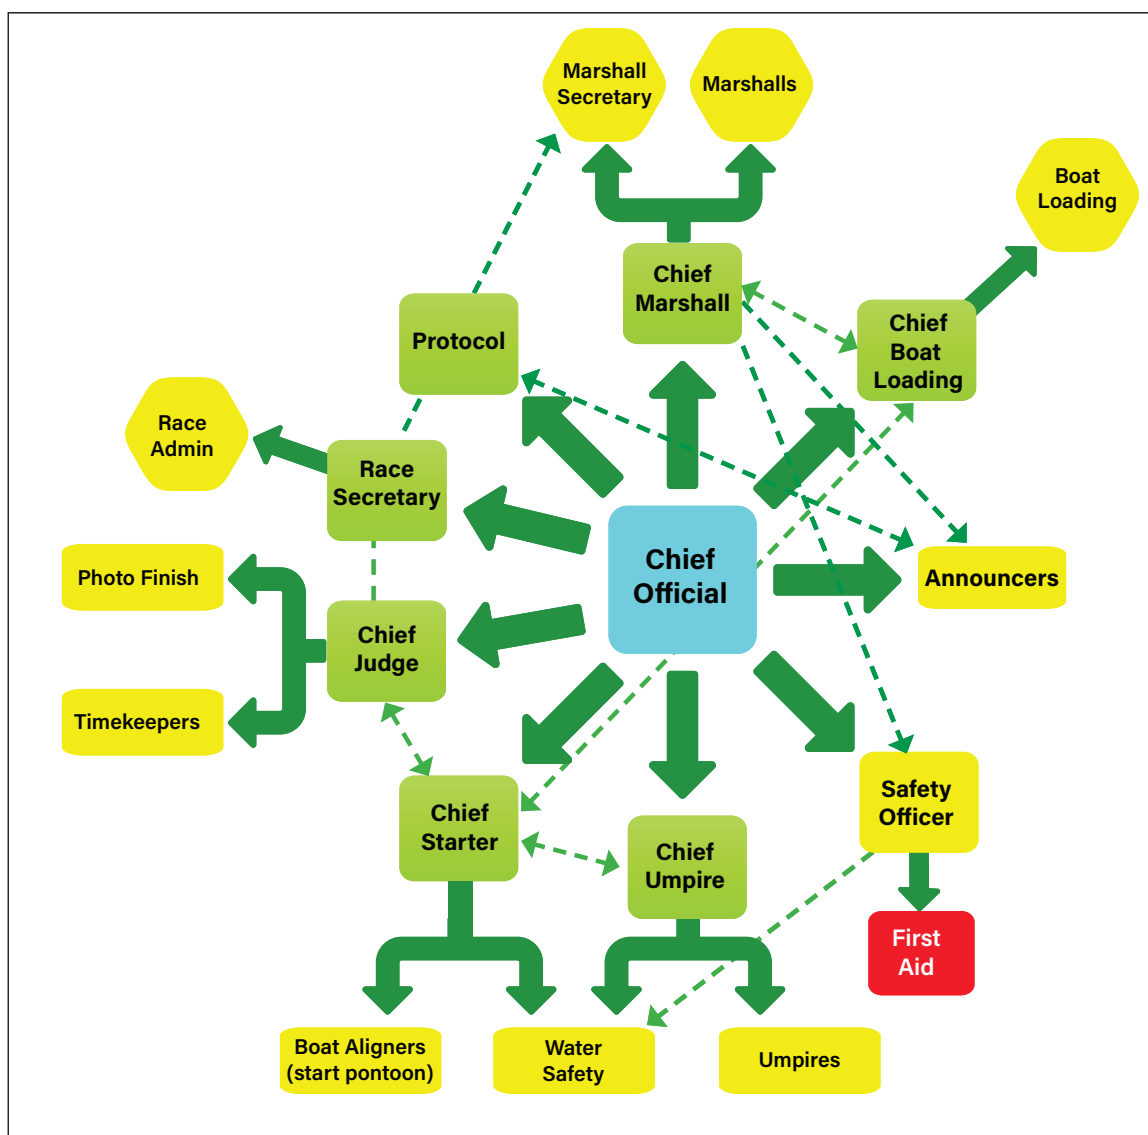 Marshall
Secretary
Marshalls
Boat
Loading
Chief
Marshall
Chief
Boat
Loading
Protocol
Race
Admin
Race
Secretary
Chief
Official
Photo Finish
Announcers
Chief
Judge
Timekeepers
Safety
Officer
Chief
Starter
Chief
Umpire
First
Aid
Boat Aligners
(start pontoon)
Water
Safety
Umpires